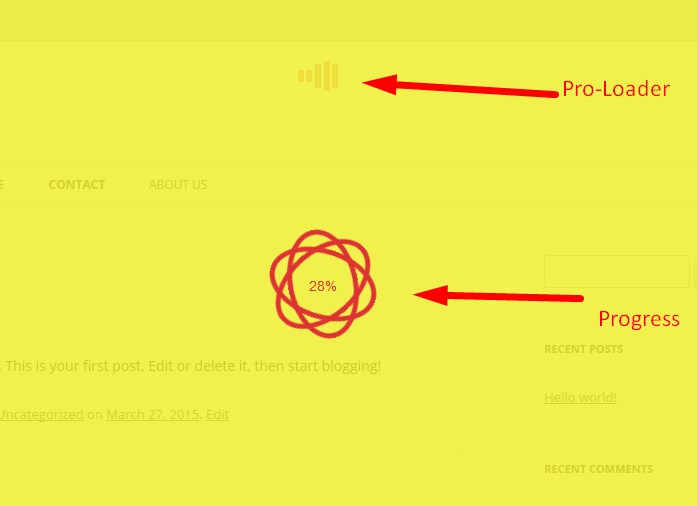 Pro-Loader
E CONTACT ABOUT US
28%
Progress
RECENT POSTS
. This is your first post. Edit or delete it, then start blogging!
Hello world!
Uncategorized on March 27, 2015. Edit
RECENT COMMENTS